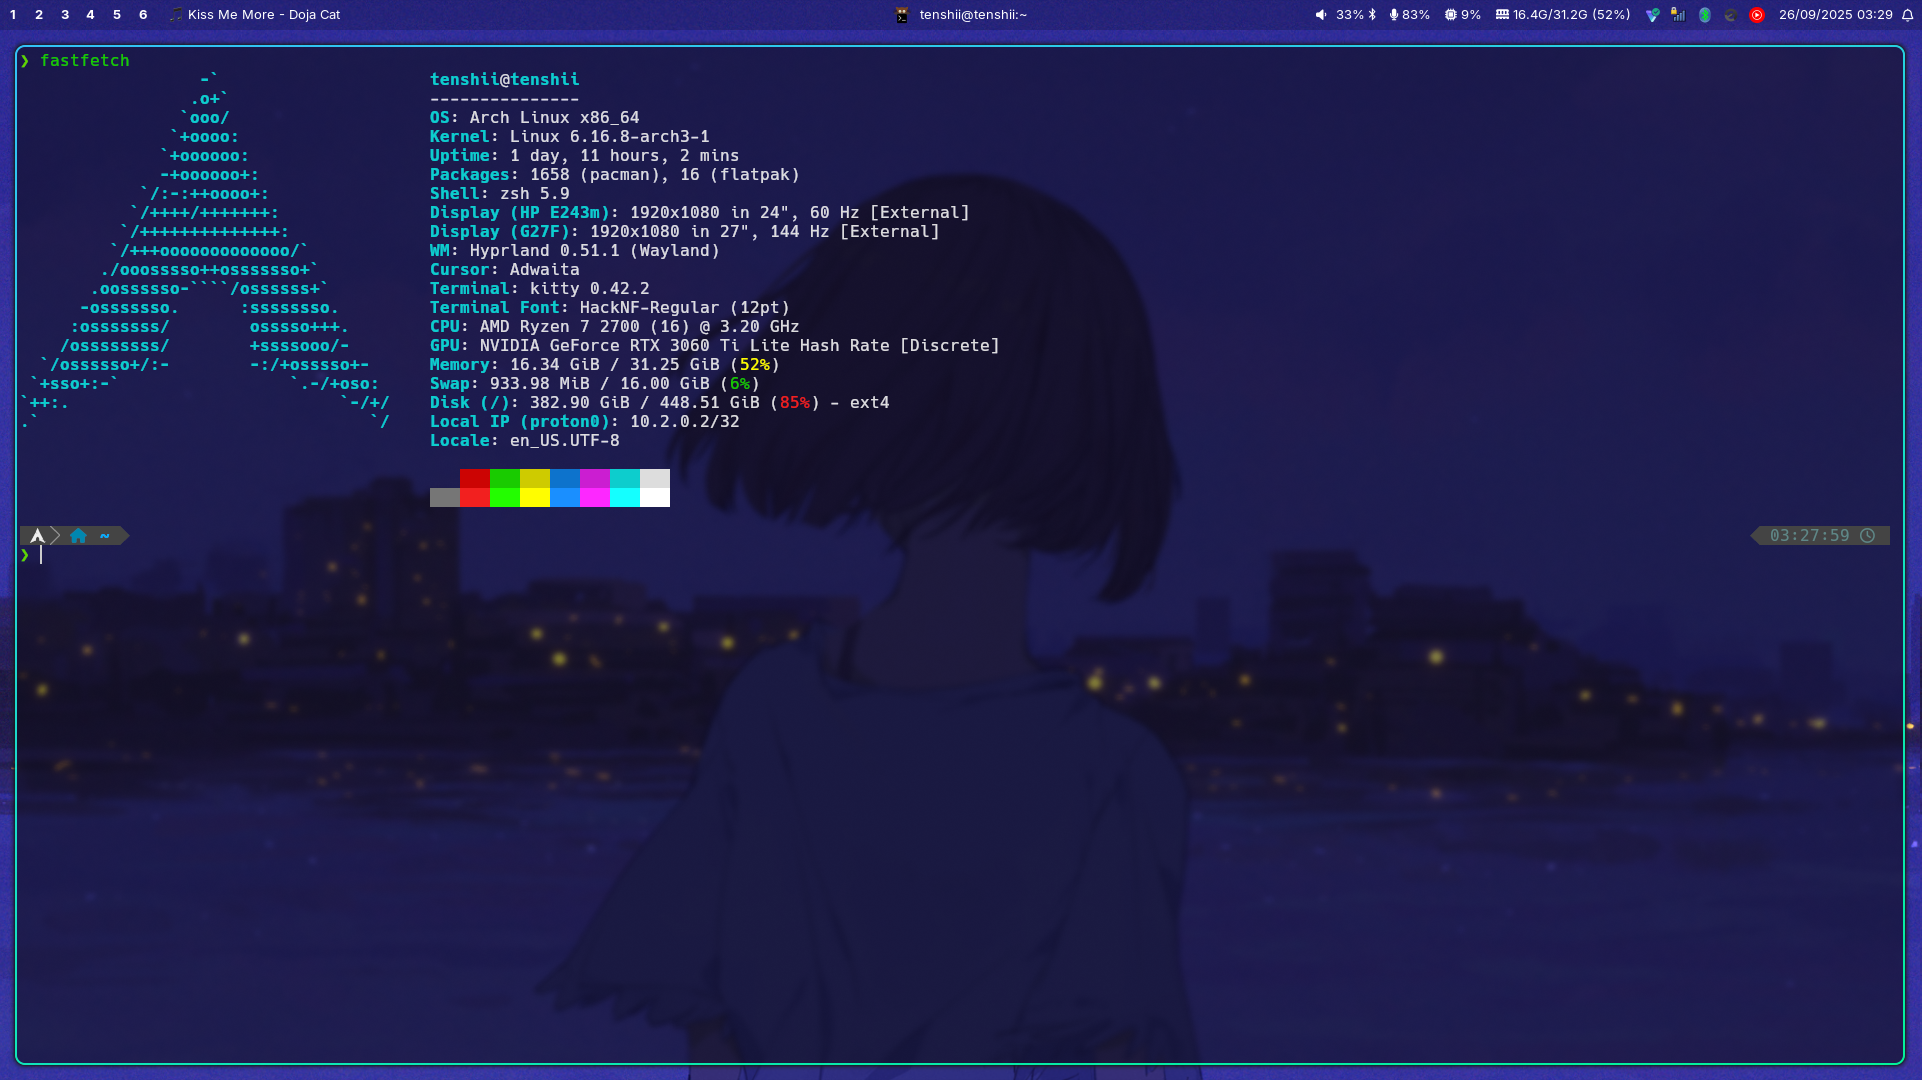 1 2 3 4 5 6 Kiss Me More - Doja Cat tenshii@tenshii:~ 33% 83% 9% 16.4G/31.2G (52%) 26/09/2025 03:29
❯ fastfetch
                  -`                     tenshii@tenshii
                 .o+`                    ---------------
                `ooo/                    OS: Arch Linux x86_64
               `+oooo:                   Kernel: Linux 6.16.8-arch3-1
              `+oooooo:                  Uptime: 1 day, 11 hours, 2 mins
              -+oooooo+:                 Packages: 1658 (pacman), 16 (flatpak)
            `/:-:++oooo+:                Shell: zsh 5.9
           `/++++/+++++++:               Display (HP E243m): 1920x1080 in 24", 60 Hz [External]
          `/++++++++++++++:              Display (G27F): 1920x1080 in 27", 144 Hz [External]
         `/+++ooooooooooooo/`            WM: Hyprland 0.51.1 (Wayland)
        ./ooosssso++osssssso+`           Cursor: Adwaita
       .oossssso-````/ossssss+`          Terminal: kitty 0.42.2
      -osssssso.      :ssssssso.         Terminal Font: HackNF-Regular (12pt)
     :osssssss/        osssso+++.        CPU: AMD Ryzen 7 2700 (16) @ 3.20 GHz
    /ossssssss/        +ssssooo/-        GPU: NVIDIA GeForce RTX 3060 Ti Lite Hash Rate [Discrete]
  `/ossssso+/:-        -:/+osssso+-      Memory: 16.34 GiB / 31.25 GiB (52%)
 `+sso+:-`                 `.-/+oso:     Swap: 933.98 MiB / 16.00 GiB (6%)
`++:.                           `-/+/    Disk (/): 382.90 GiB / 448.51 GiB (85%) - ext4
.`                                 `/    Local IP (proton0): 10.2.0.2/32
                                         Locale: en_US.UTF-8
~ 03:27:59
❯